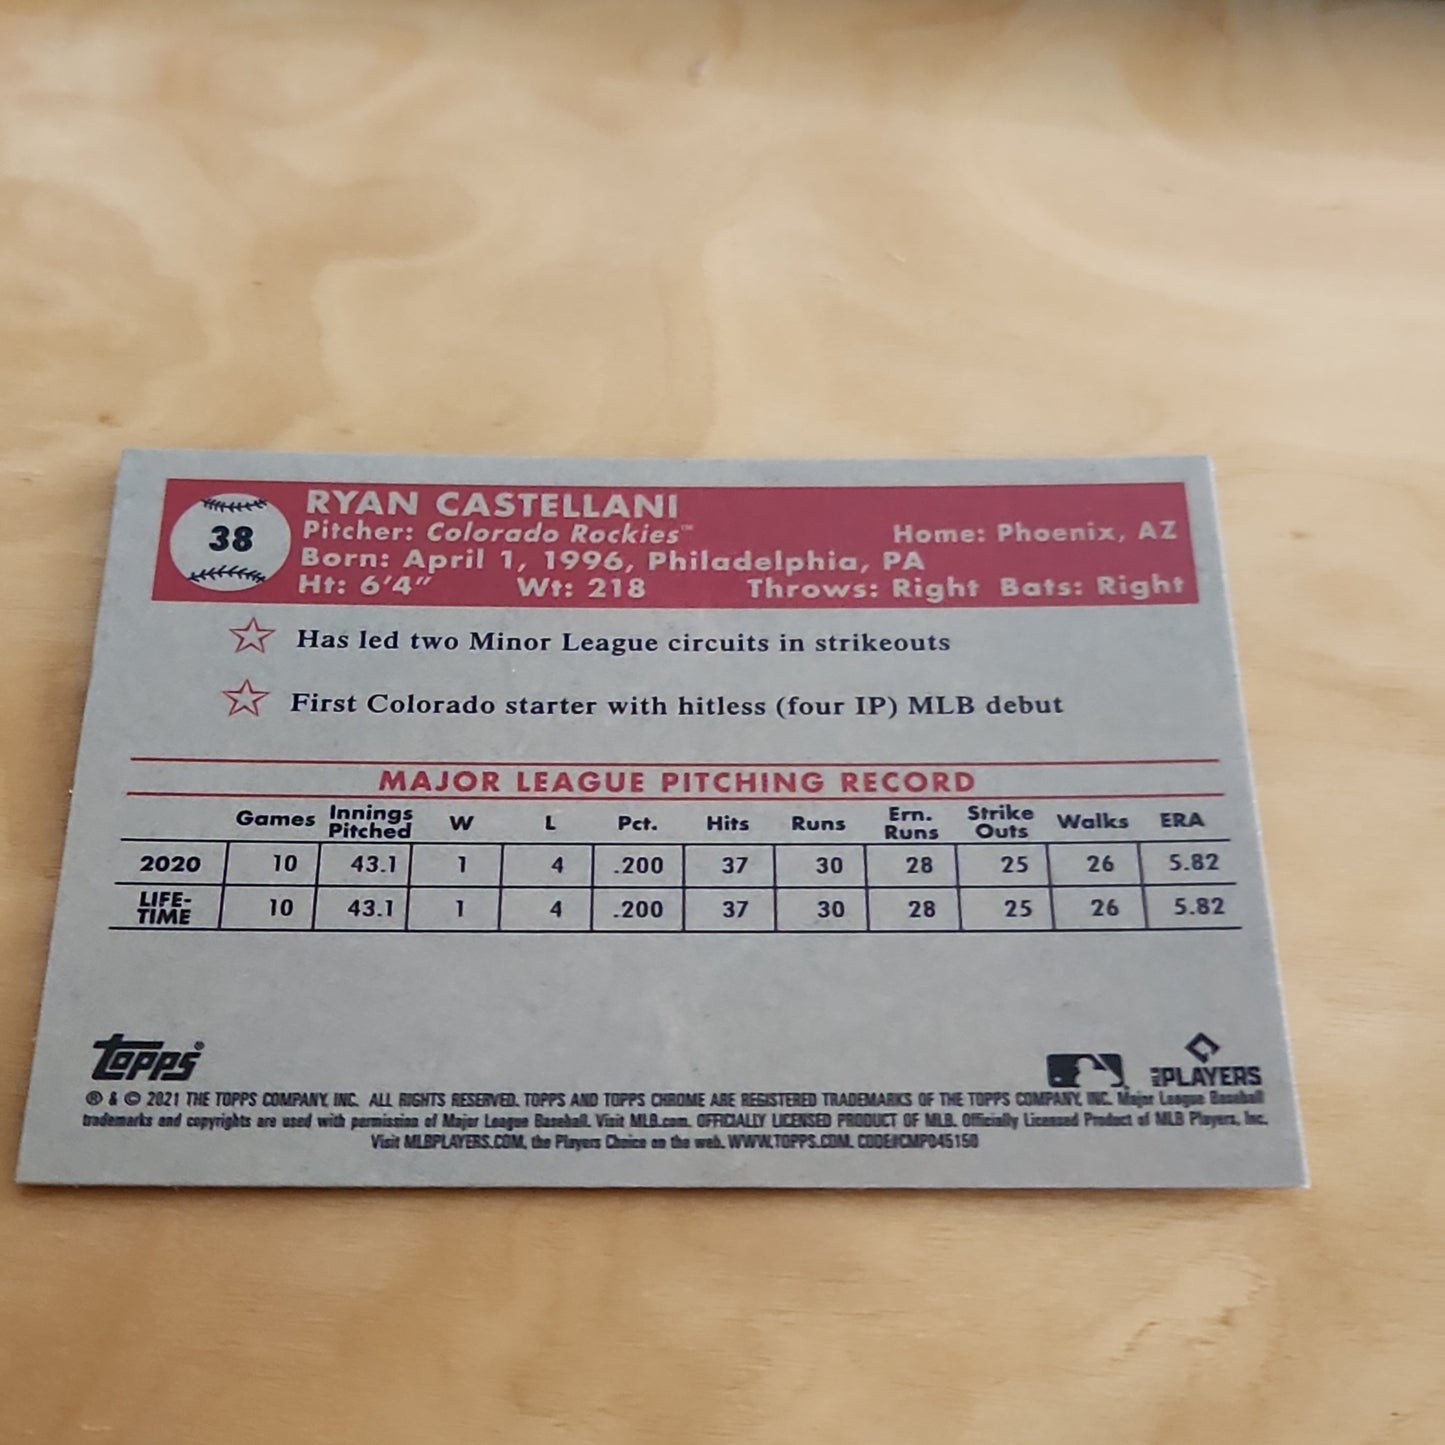 38
RYAN CASTELLANI
Pitcher: Colorado Rockies™ Home: Phoenix, AZ
Born: April 1, 1996, Philadelphia, PA
Ht: 6'4" Wt: 218 Throws: Right Bats: Right
Has led two Minor League circuits in strikeouts
First Colorado starter with hitless (four IP) MLB debut
MAJOR LEAGUE PITCHING RECORD
Games Innings Pitched W L Pct. Hits Runs Ern. Runs Strike Outs Walks ERA
2020 10 43.1 1 4 .200 37 30 28 25 26 5.82
LIFE-TIME 10 43.1 1 4 .200 37 30 28 25 26 5.82
Topps®
MLB PLAYERS
® & © 2021 THE TOPPS COMPANY, INC. ALL RIGHTS RESERVED. TOPPS AND TOPPS CHROME ARE REGISTERED TRADEMARKS OF THE TOPPS COMPANY, INC. Major League Baseball
trademarks and copyrights are used with permission of Major League Baseball. Visit MLB.com. OFFICIALLY LICENSED PRODUCT OF MLB. Officially Licensed Product of MLB Players, Inc.
Visit MLBPLAYERS.COM, the Players Choice on the web. WWW.TOPPS.COM. CODE#CMP045150